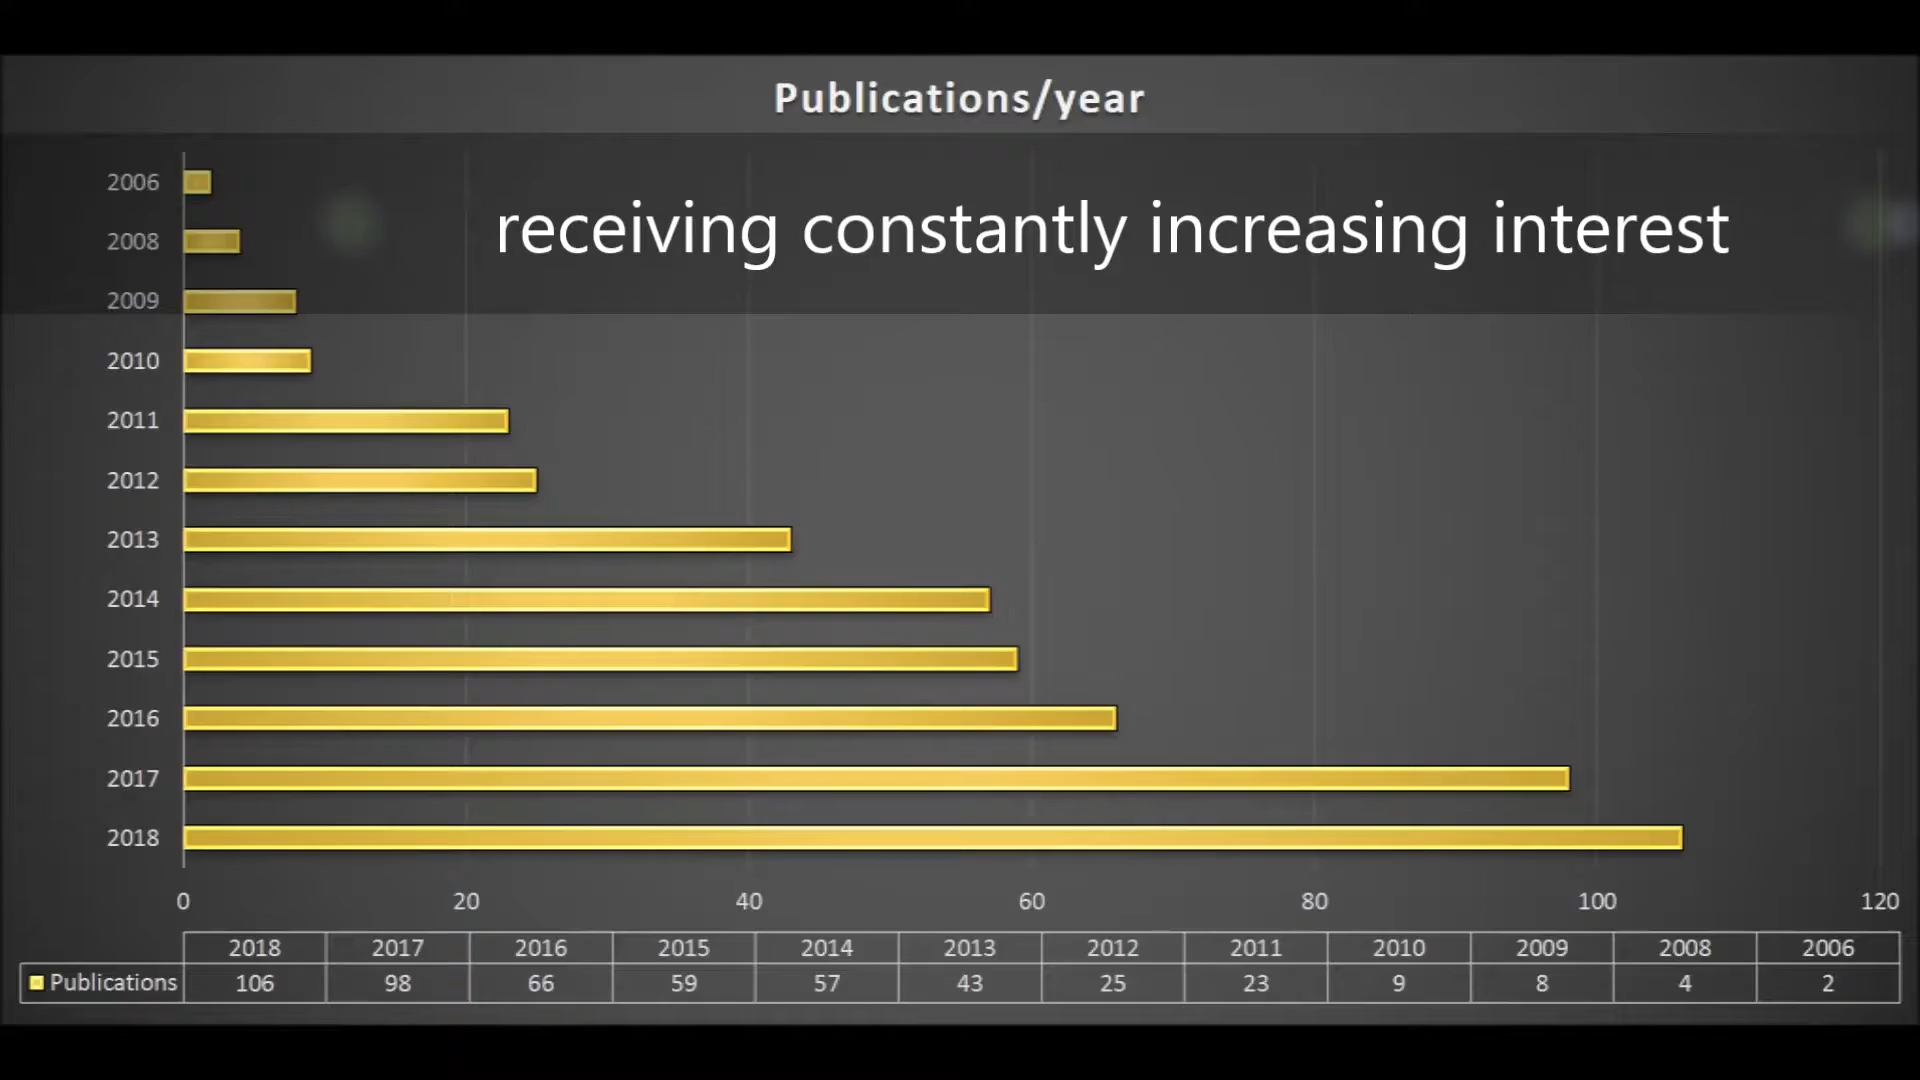 Publications/year
receiving constantly increasing interest
2006
2008
2009
2010
2011
2012
2013
2014
2015
2016
2017
2018
0 20 40 60 80 100 120
2018 2017 2016 2015 2014 2013 2012 2011 2010 2009 2008 2006
Publications 106 98 66 59 57 43 25 23 9 8 4 2